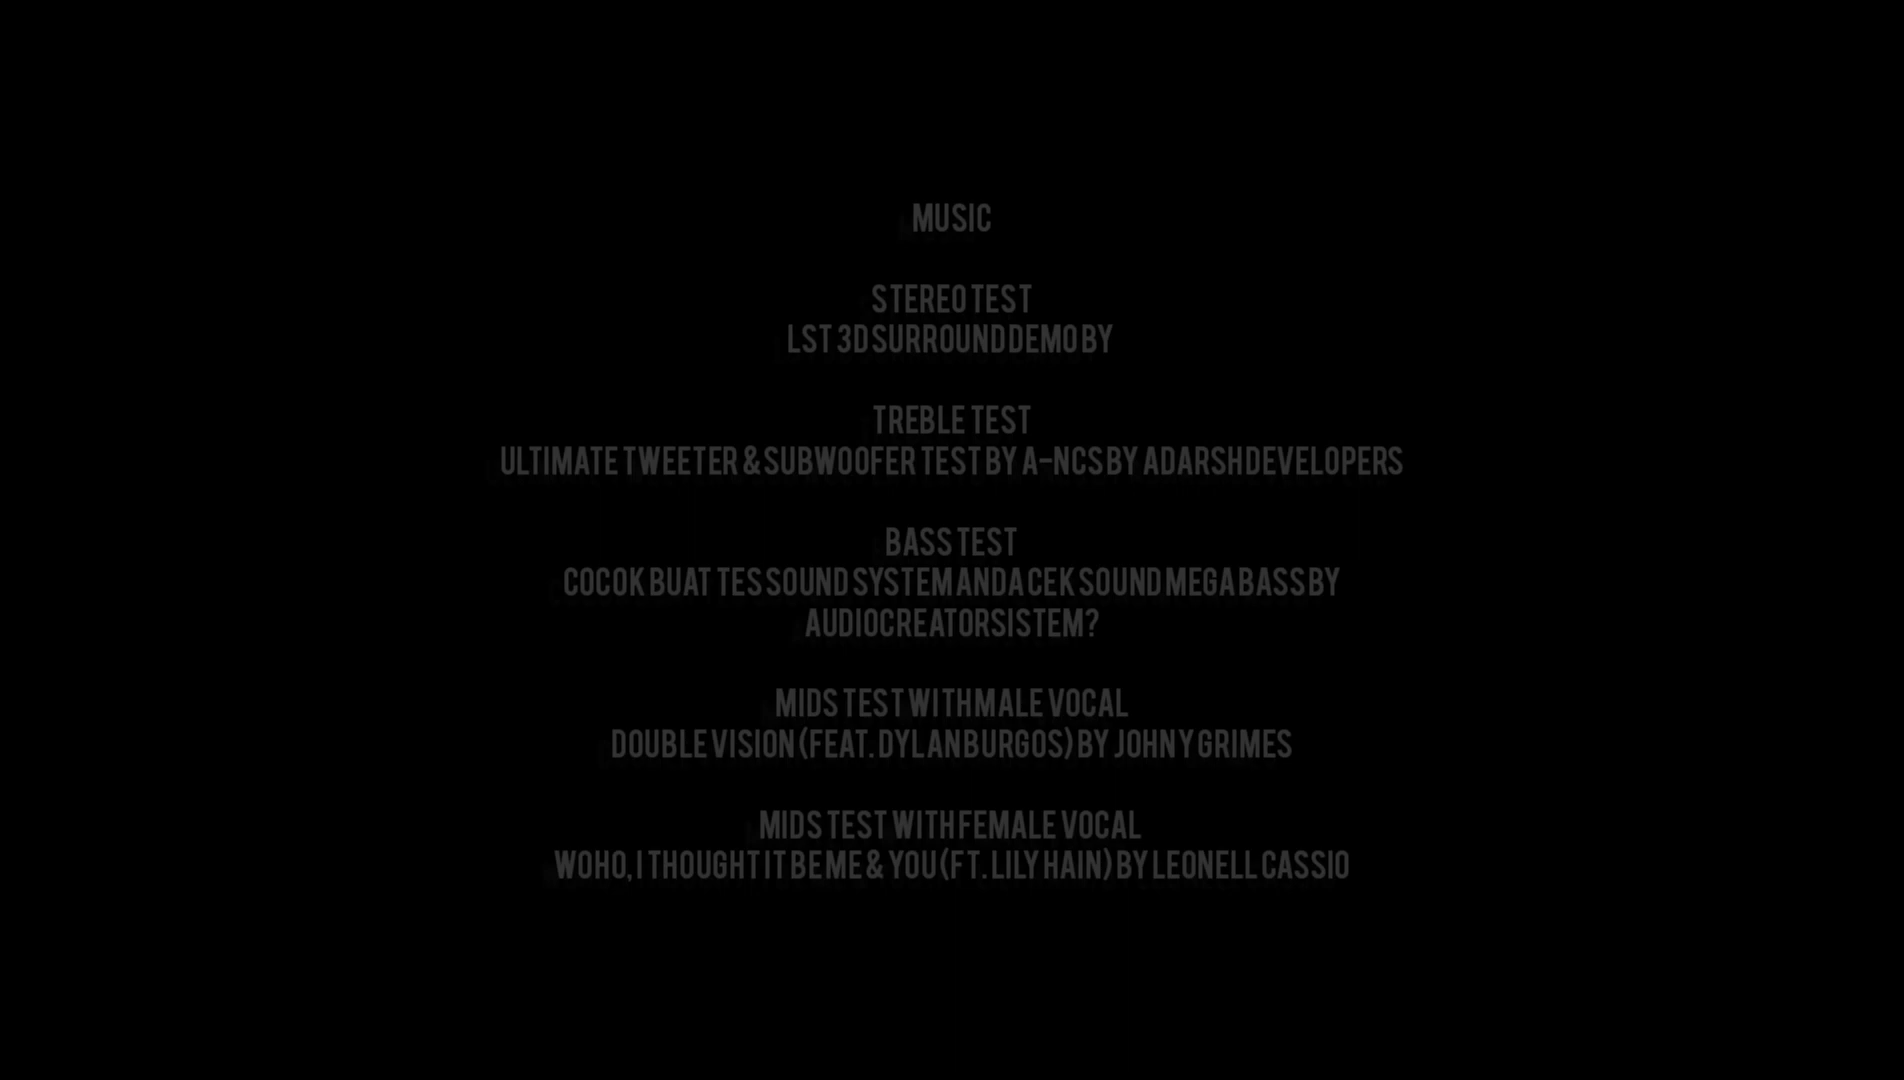 MUSIC
STEREO TEST
LST 3D SURROUND DEMO BY
TREBLE TEST
ULTIMATE TWEETER & SUBWOOFER TEST BY A-NCS BY ADARSH DEVELOPERS
BASS TEST
COCOK BUAT TES SOUND SYSTEM ANDA CEK SOUND MEGA BASS BY
AUDIOCREATORSISTEM?
MIDS TEST WITH MALE VOCAL
DOUBLE VISION (FEAT. DYLAN BURGOS) BY JOHNY GRIMES
MIDS TEST WITH FEMALE VOCAL
WOHO, I THOUGHT IT BE ME & YOU (FT. LILY HAIN) BY LEONELL CASSIO